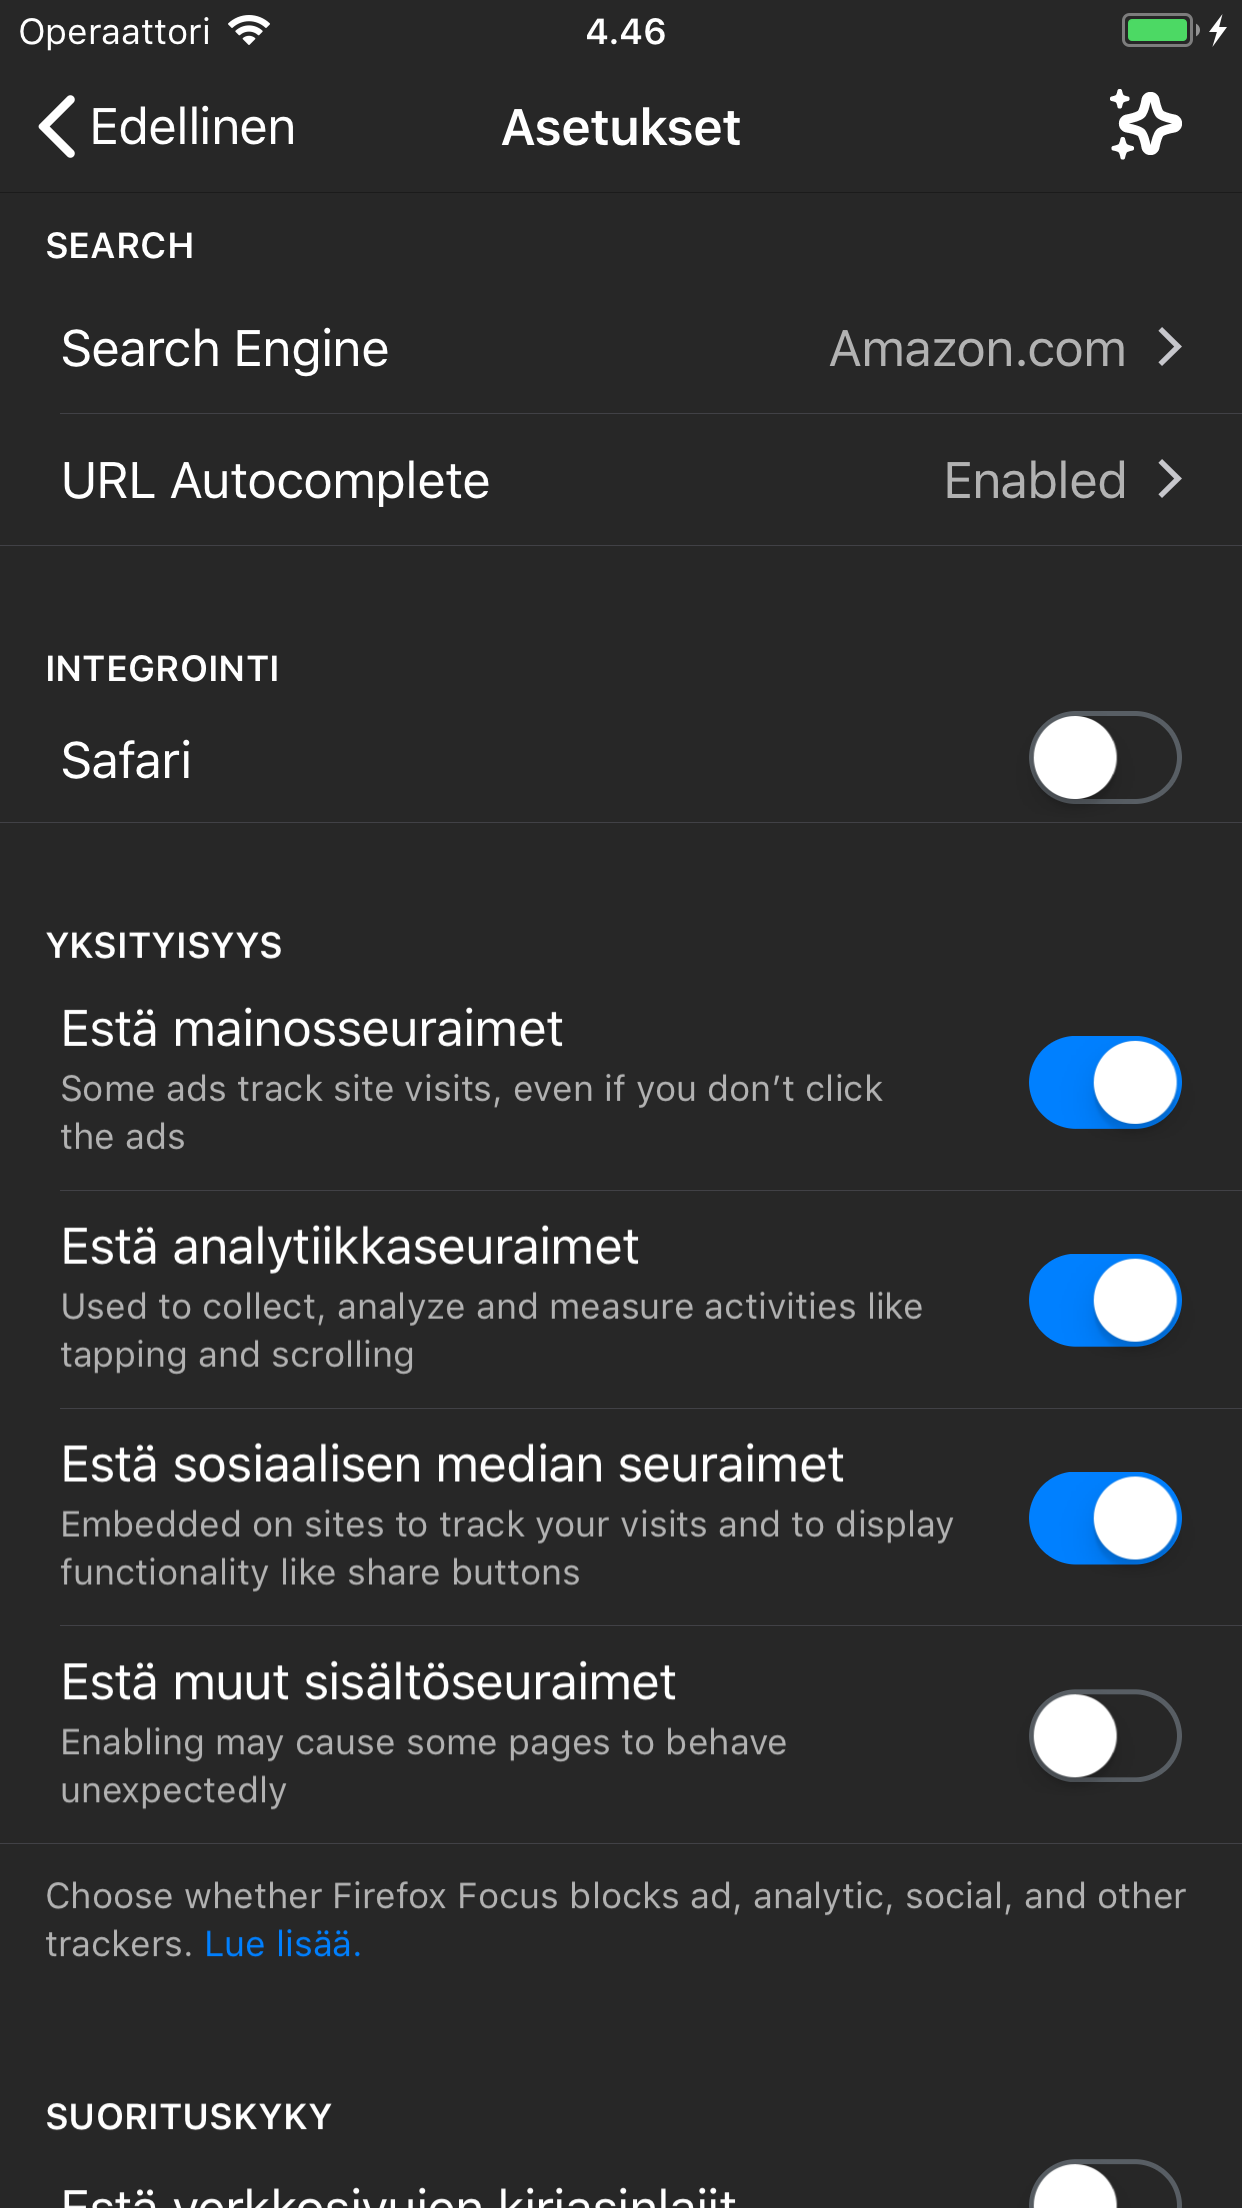 Operaattori 4.46
Edellinen Asetukset
SEARCH
Search Engine Amazon.com
URL Autocomplete Enabled
INTEGROINTI
Safari
YKSITYISYYS
Estä mainosseuraimet
Some ads track site visits, even if you don’t click
the ads
Estä analytiikkaseuraimet
Used to collect, analyze and measure activities like
tapping and scrolling
Estä sosiaalisen median seuraimet
Embedded on sites to track your visits and to display
functionality like share buttons
Estä muut sisältöseuraimet
Enabling may cause some pages to behave
unexpectedly
Choose whether Firefox Focus blocks ad, analytic, social, and other
trackers. Lue lisää.
SUORITUSKYKY
Estä verkkosivujen kirjasinlajit